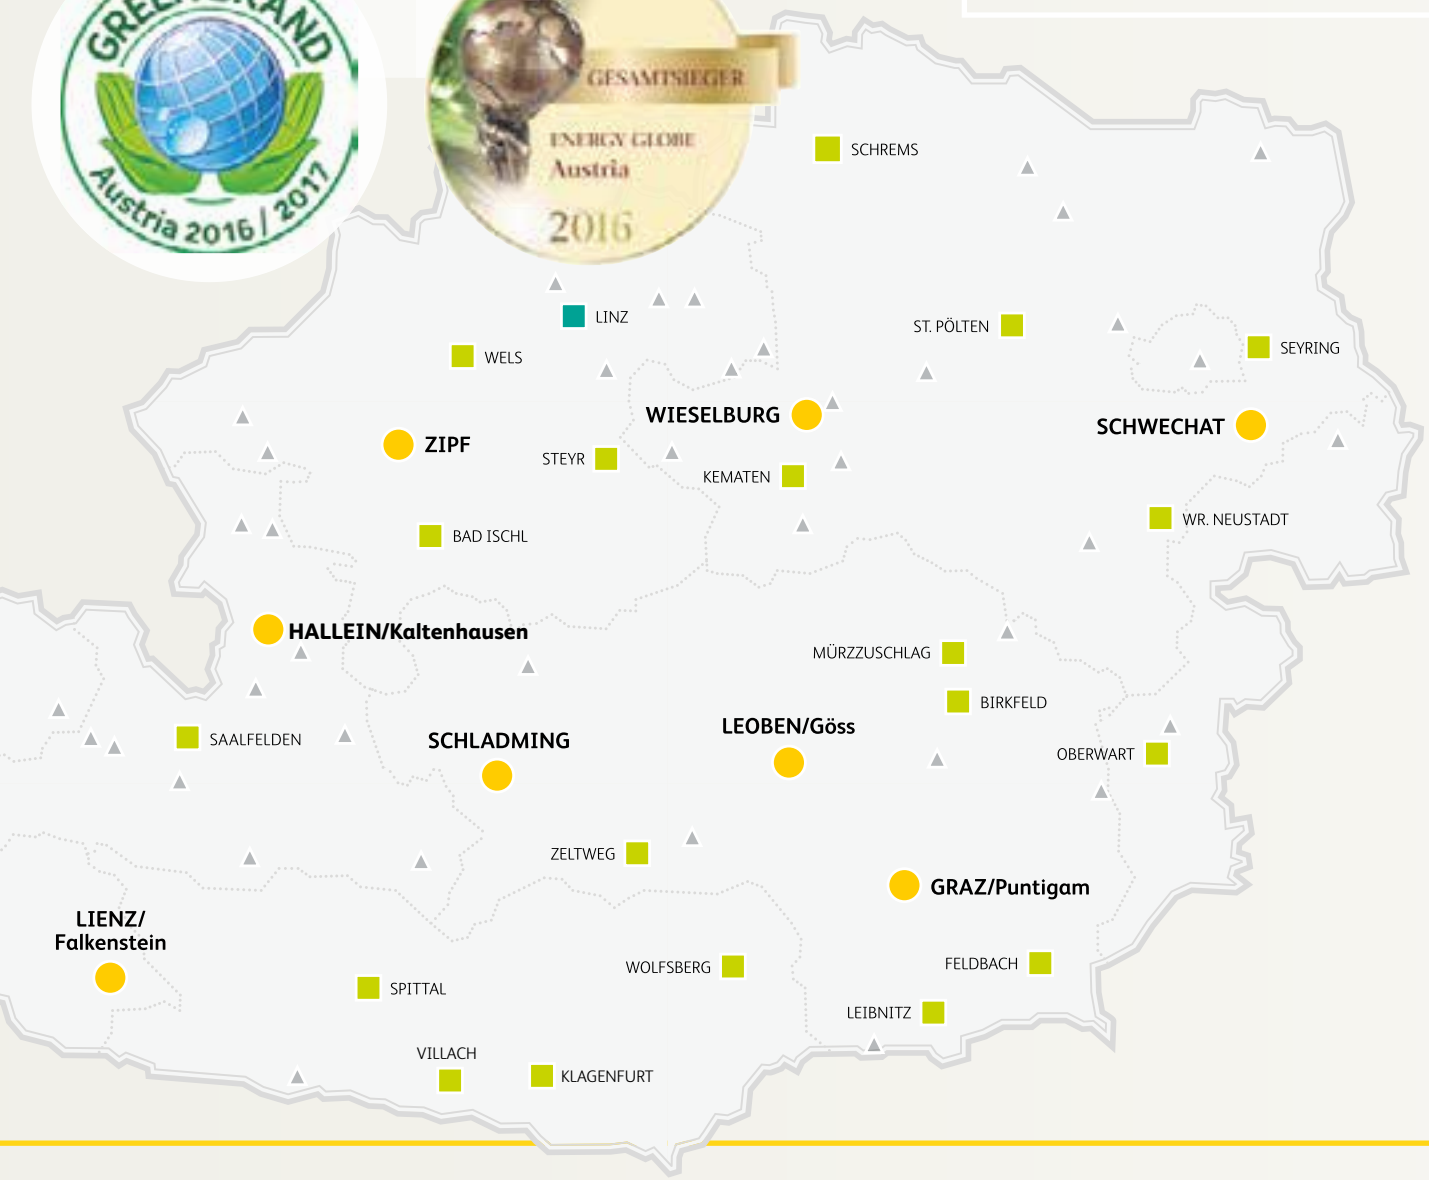 GREEN BRAND
Austria 2016 / 2017
GESAMTSIEGER
ENERGY GLOBE
Austria
2016
SCHREMS
LINZ
ST. PÖLTEN
SEYRING
WELS
WIESELBURG
SCHWECHAT
ZIPF
STEYR
KEMATEN
WR. NEUSTADT
BAD ISCHL
HALLEIN/Kaltenhausen
MÜRZZUSCHLAG
BIRKFELD
LEOBEN/Göss
SAALFELDEN
SCHLADMING
OBERWART
ZELTWEG
GRAZ/Puntigam
LIENZ/
Falkenstein
WOLFSBERG
FELDBACH
SPITTAL
LEIBNITZ
VILLACH
KLAGENFURT